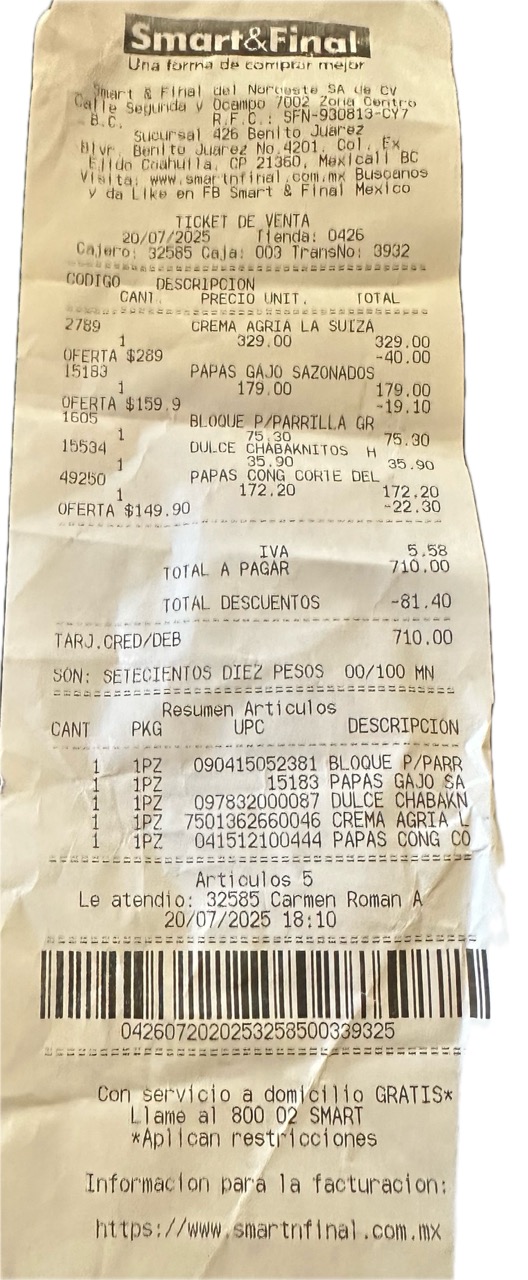 Smart&Final
Una forma de comprar mejor
Smart & Final del Noroeste SA de CV
Calle Segunda y Ocampo 7002 Zona Centro
B.C. R.F.C.: SFN-930813-CY7
Sucursal 426 Benito Juarez
Blvr. Benito Juarez No.4201, Col. Ex
Ejido Coahuila, CP 21360, Mexicali BC
Visita: www.smartnfinal.com.mx Buscanos
y da Like en FB Smart & Final Mexico
TICKET DE VENTA
20/07/2025 Tienda: 0426
Cajero: 32585 Caja: 003 TransNo: 3932
CODIGO DESCRIPCION
CANT. PRECIO UNIT. TOTAL
2789 CREMA AGRIA LA SUIZA
1 329.00 329.00
OFERTA $289 -40.00
15183 PAPAS GAJO SAZONADOS
1 179.00 179.00
OFERTA $159.9 -19.10
1605 BLOQUE P/PARRILLA GR
1 75.30 75.30
15534 DULCE CHABAKNITOS H
1 35.90 35.90
49250 PAPAS CONG CORTE DEL
1 172.20 172.20
OFERTA $149.90 -22.30
IVA 5.58
TOTAL A PAGAR 710.00
TOTAL DESCUENTOS -81.40
TARJ.CRED/DEB 710.00
SON: SETECIENTOS DIEZ PESOS 00/100 MN
Resumen Articulos
CANT PKG UPC DESCRIPCION
1 1PZ 090415052381 BLOQUE P/PARR
1 1PZ 15183 PAPAS GAJO SA
1 1PZ 097832000087 DULCE CHABAKN
1 1PZ 7501362660046 CREMA AGRIA L
1 1PZ 041512100444 PAPAS CONG CO
Articulos 5
Le atendio: 32585 Carmen Roman A
20/07/2025 18:10
0426072020253258500339325
Con servicio a domicilio GRATIS*
Llame al 800 02 SMART
*Aplican restricciones
Informacion para la facturacion:
https://www.smartnfinal.com.mx